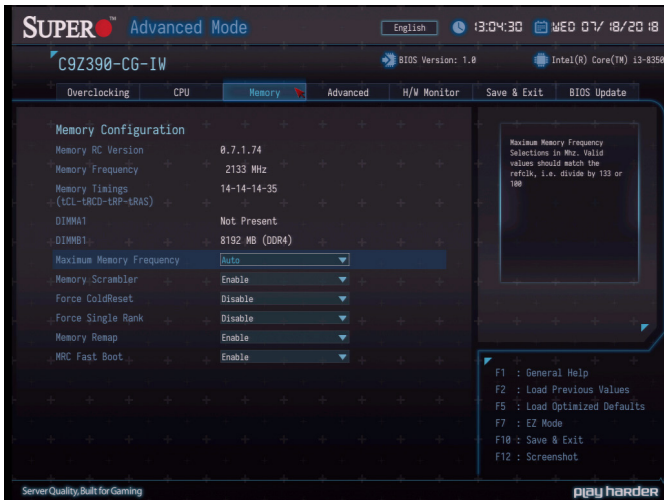 SUPER™ Advanced Mode
English 13:04:30 WED 07/ 18/2018
C9Z390-CG-IW
BIOS Version: 1.0 Intel(R) Core(TM) i3-8350
Overclocking CPU Memory Advanced H/W Monitor Save & Exit BIOS Update
Memory Configuration
Memory RC Version 0.7.1.74
Memory Frequency 2133 MHz
Memory Timings 14-14-14-35
(tCL-tRCD-tRP-tRAS)
DIMMA1 Not Present
DIMMB1 8192 MB (DDR4)
Maximum Memory Frequency Auto
Memory Scrambler Enable
Force ColdReset Disable
Force Single Rank Disable
Memory Remap Enable
MRC Fast Boot Enable
Maximum Memory Frequency
Selections in Mhz. Valid
values should match the
refclk, i.e. divide by 133 or
100
F1 : General Help
F2 : Load Previous Values
F5 : Load Optimized Defaults
F7 : EZ Mode
F10 : Save & Exit
F12 : Screenshot
Server Quality, Built for Gaming
play harder